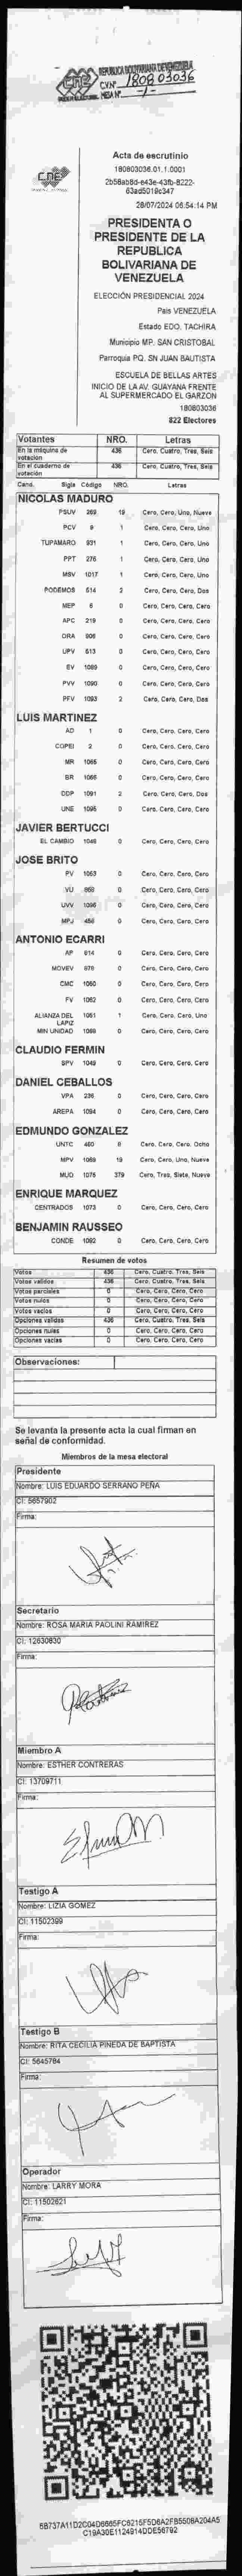 CNE
REPUBLICA BOLIVARIANA DE VENEZUELA
C.V.Nº 180803036
MESA Nº -1-
CNE
Acta de escrutinio
180803036.01.1.0001
2b58ab8d-e43e-43fb-8222-
63ad5019c347
28/07/2024 06:54:14 PM
PRESIDENTA O
PRESIDENTE DE LA
REPUBLICA
BOLIVARIANA DE
VENEZUELA
ELECCIÓN PRESIDENCIAL 2024
Pais VENEZUELA
Estado EDO. TACHIRA
Municipio MP. SAN CRISTOBAL
Parroquia PQ. SN JUAN BAUTISTA
ESCUELA DE BELLAS ARTES
INICIO DE LA AV. GUAYANA FRENTE
AL SUPERMERCADO EL GARZON
180803036
822 Electores
Votantes NRO. Letras
En la máquina de votación 436 Cero, Cuatro, Tres, Seis
En el cuaderno de votación 436 Cero, Cuatro, Tres, Seis
Cand. Sigla Código NRO. Letras
NICOLAS MADURO
PSUV 269 19 Cero, Cero, Uno, Nueve
PCV 9 1 Cero, Cero, Cero, Uno
TUPAMARO 931 1 Cero, Cero, Cero, Uno
PPT 276 1 Cero, Cero, Cero, Uno
MSV 1017 1 Cero, Cero, Cero, Uno
PODEMOS 514 2 Cero, Cero, Cero, Dos
MEP 6 0 Cero, Cero, Cero, Cero
APC 219 0 Cero, Cero, Cero, Cero
ORA 906 0 Cero, Cero, Cero, Cero
UPV 613 0 Cero, Cero, Cero, Cero
EV 1089 0 Cero, Cero, Cero, Cero
PVV 1090 0 Cero, Cero, Cero, Cero
PFV 1093 2 Cero, Cero, Cero, Dos
LUIS MARTINEZ
AD 1 0 Cero, Cero, Cero, Cero
COPEI 2 0 Cero, Cero, Cero, Cero
MR 1065 0 Cero, Cero, Cero, Cero
BR 1066 0 Cero, Cero, Cero, Cero
DDP 1091 2 Cero, Cero, Cero, Dos
UNE 1095 0 Cero, Cero, Cero, Cero
JAVIER BERTUCCI
EL CAMBIO 1048 0 Cero, Cero, Cero, Cero
JOSE BRITO
PV 1053 0 Cero, Cero, Cero, Cero
VU 868 0 Cero, Cero, Cero, Cero
UVV 1096 0 Cero, Cero, Cero, Cero
MPJ 456 0 Cero, Cero, Cero, Cero
ANTONIO ECARRI
AP 614 0 Cero, Cero, Cero, Cero
MOVEV 970 0 Cero, Cero, Cero, Cero
CMC 1050 0 Cero, Cero, Cero, Cero
FV 1062 0 Cero, Cero, Cero, Cero
ALIANZA DEL LAPIZ 1051 1 Cero, Cero, Cero, Uno
MIN UNIDAD 1069 0 Cero, Cero, Cero, Cero
CLAUDIO FERMIN
SPV 1049 0 Cero, Cero, Cero, Cero
DANIEL CEBALLOS
VPA 236 0 Cero, Cero, Cero, Cero
AREPA 1094 0 Cero, Cero, Cero, Cero
EDMUNDO GONZALEZ
UNTC 460 8 Cero, Cero, Cero, Ocho
MPV 1069 19 Cero, Cero, Uno, Nueve
MUD 1075 379 Cero, Tres, Siete, Nueve
ENRIQUE MARQUEZ
CENTRADOS 1073 0 Cero, Cero, Cero, Cero
BENJAMIN RAUSSEO
CONDE 1082 0 Cero, Cero, Cero, Cero
Resumen de votos
Votos 436 Cero, Cuatro, Tres, Seis
Votos validos 436 Cero, Cuatro, Tres, Seis
Votos parciales 0 Cero, Cero, Cero, Cero
Votos nulos 0 Cero, Cero, Cero, Cero
Votos vacios 0 Cero, Cero, Cero, Cero
Opciones validas 436 Cero, Cuatro, Tres, Seis
Opciones nulas 0 Cero, Cero, Cero, Cero
Opciones vacias 0 Cero, Cero, Cero, Cero
Observaciones:
Se levanta la presente acta la cual firman en
señal de conformidad.
Miembros de la mesa electoral
Presidente
Nombre: LUIS EDUARDO SERRANO PEÑA
CI: 5657902
Firma:
Secretario
Nombre: ROSA MARIA PAOLINI RAMIREZ
CI: 12630830
Firma:
Miembro A
Nombre: ESTHER CONTRERAS
CI: 13709711
Firma:
Testigo A
Nombre: LIZIA GOMEZ
CI: 11502399
Firma:
Testigo B
Nombre: RITA CECILIA PINEDA DE BAPTISTA
CI: 5645784
Firma:
Operador
Nombre: LARRY MORA
CI: 11502621
Firma:
6B737A11D2C04D6665FC6215F5D6A2FB5508A204A5
C19A30E1124914DDE56792